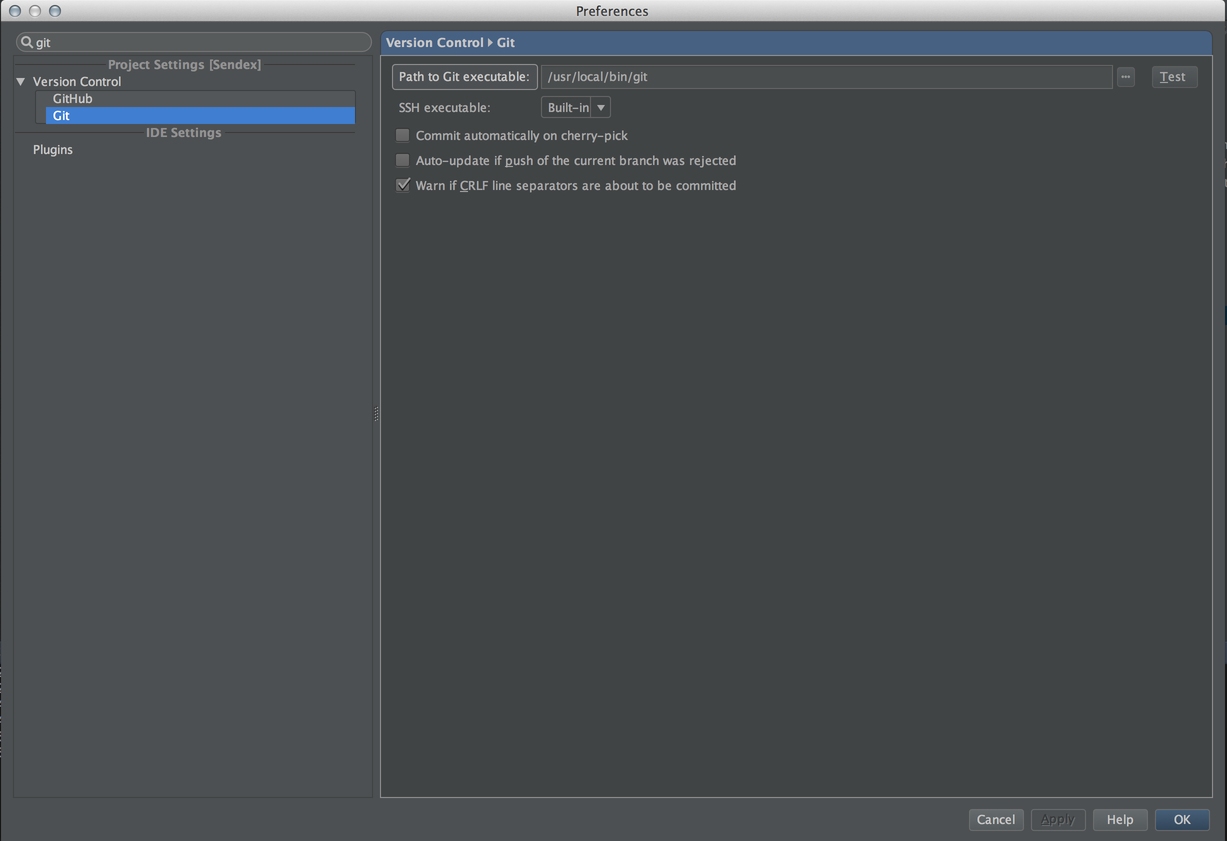 Preferences
git
Project Settings [Sendex]
Version Control
GitHub
Git
IDE Settings
Plugins
Version Control Git
Path to Git executable: /usr/local/bin/git ... Test
SSH executable: Built-in
Commit automatically on cherry-pick
Auto-update if push of the current branch was rejected
Warn if CRLF line separators are about to be committed
Cancel Apply Help OK